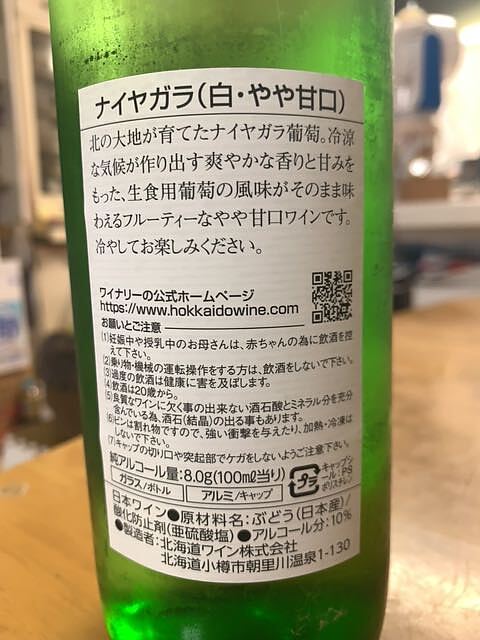 ナイヤガラ(白・やや甘口)
北の大地が育てたナイヤガラ葡萄。冷涼
な気候が作り出す爽やかな香りと甘みを
もった、生食用葡萄の風味がそのまま味
わえるフルーティーなやや甘口ワインです。
冷やしてお楽しみください。
ワイナリーの公式ホームページ
https://www.hokkaidowine.com
お願いとご注意
(1)妊娠中や授乳中のお母さんは、赤ちゃんの為に飲酒を控
えて下さい。
(2)乗り物・機械の運転操作をする方は、飲酒をしないで下さい。
(3)過度の飲酒は健康に害を及ぼします。
(4)飲酒は20歳から。
(5)良質なワインに欠く事の出来ない酒石酸とミネラル分を充分
含んでいる為、酒石(結晶)の出る事もあります。
(6)ビンは割れ物ですので、強い衝撃を与えたり、加熱・冷凍は
しないで下さい。
(7)キャップの切り口や突起部でケガをしないようご注意下さい。
純アルコール量:8.0g(100mℓ当り)
ガラス/ボトル
アルミ/キャップ
プラ
キャップシ
ール:PS
ポリスチレン
日本ワイン●原材料名:ぶどう(日本産)/
酸化防止剤(亜硫酸塩)●アルコール分:10%
●製造者:北海道ワイン株式会社
北海道小樽市朝里川温泉1-130